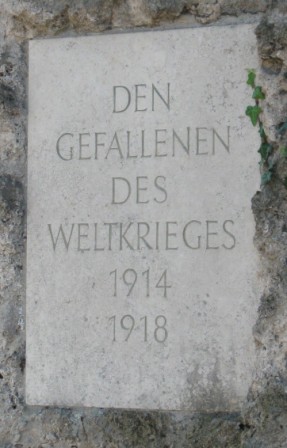 DEN
GEFALLENEN
DES
WELTKRIEGES
1914
1918